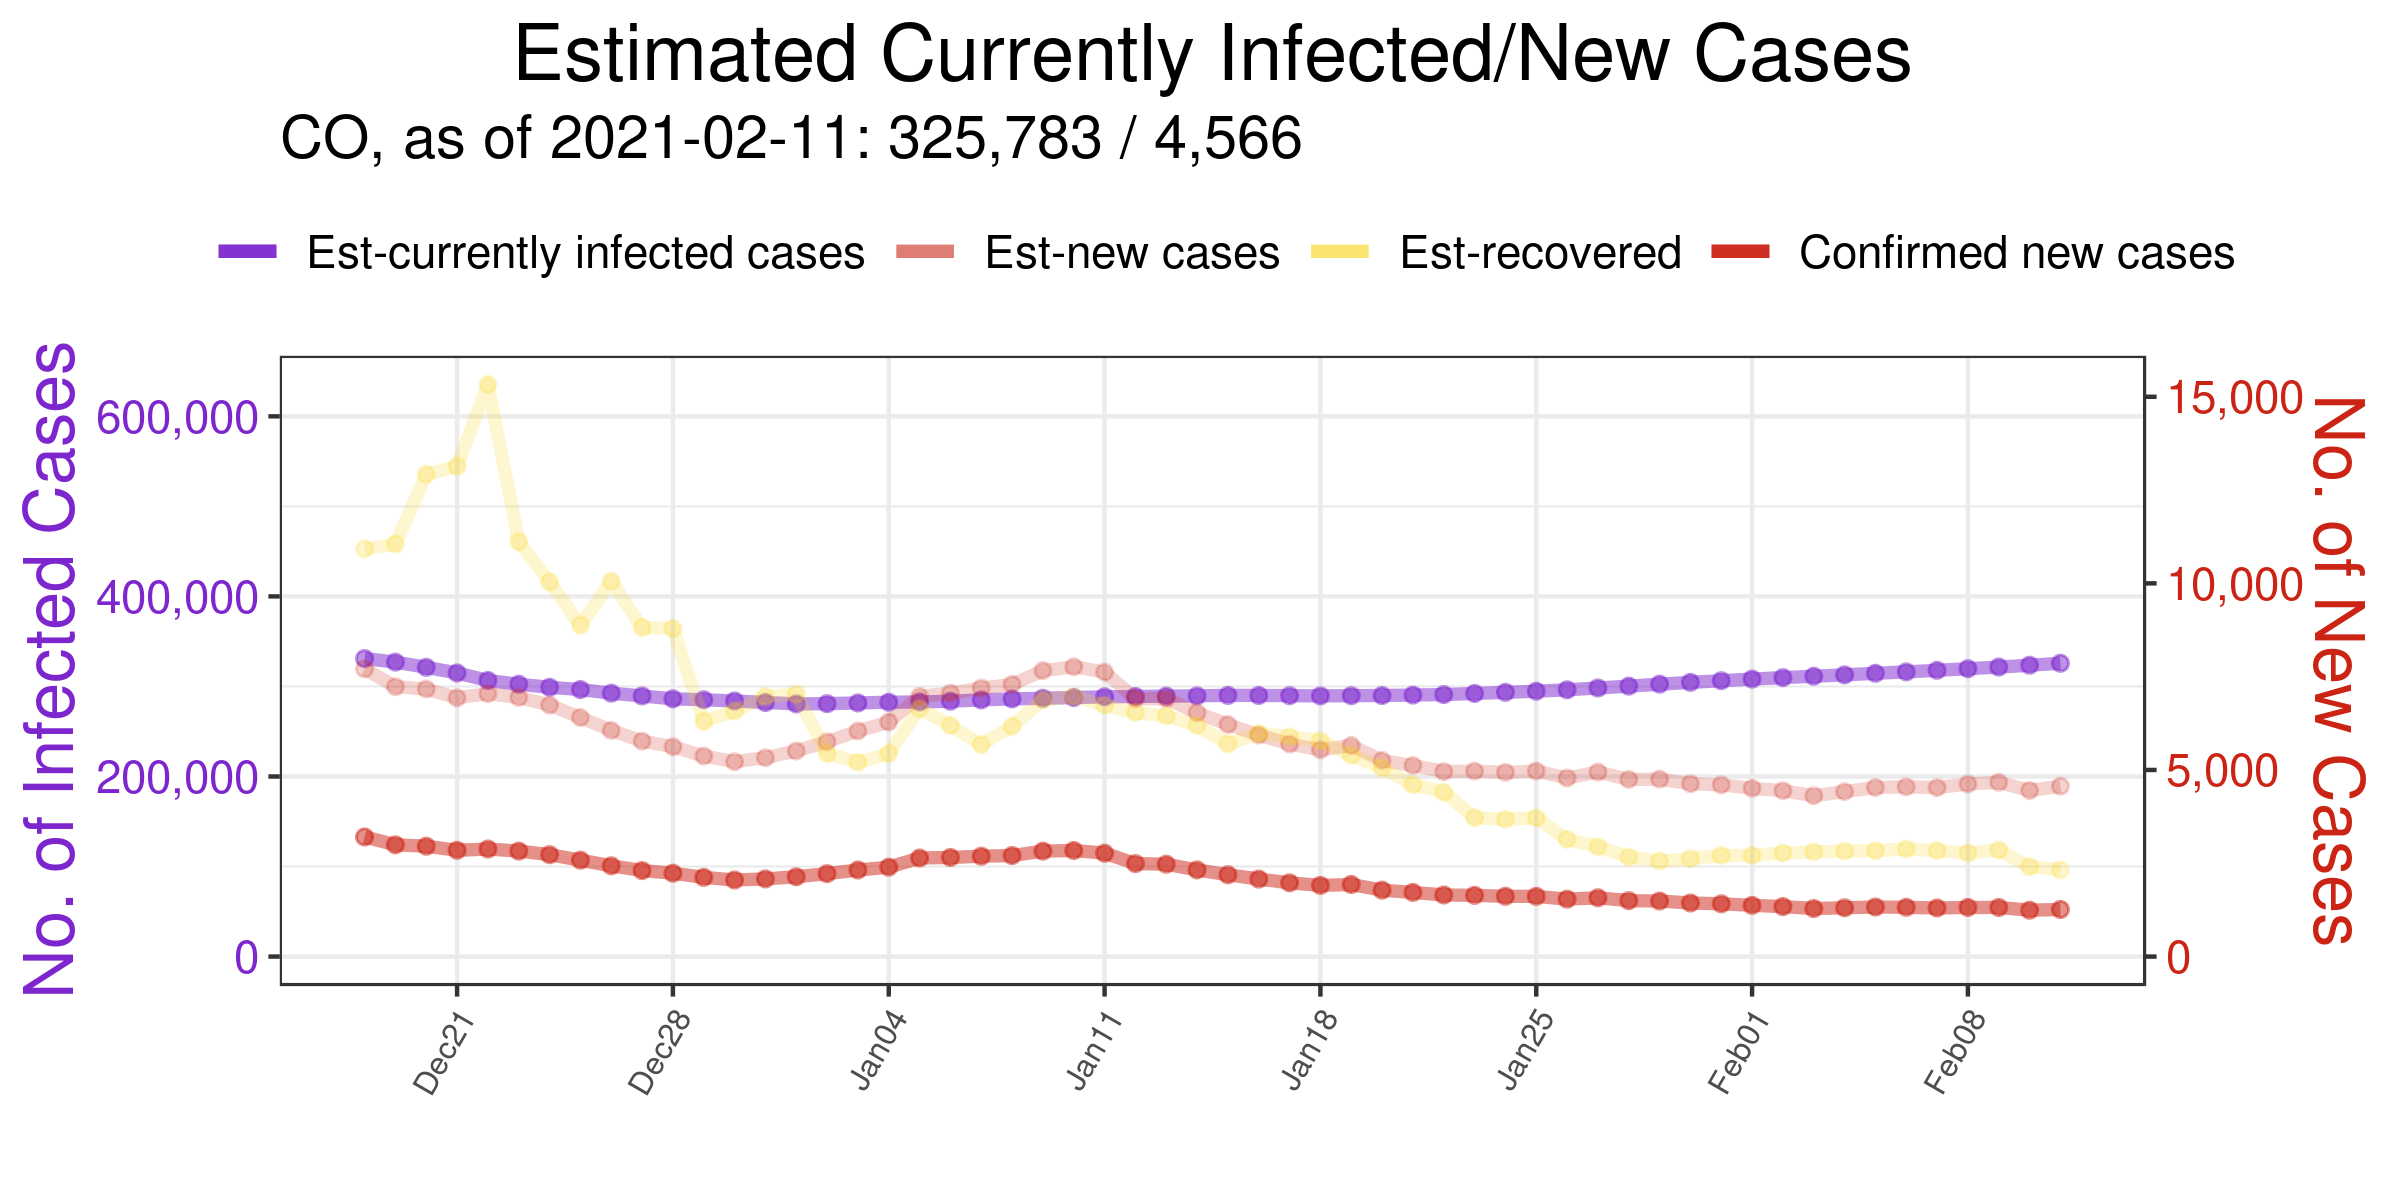 Estimated Currently Infected/New Cases
CO, as of 2021-02-11: 325,783 / 4,566
Est-currently infected cases Est-new cases Est-recovered Confirmed new cases
No. of Infected Cases
600,000
400,000
200,000
0
15,000
10,000
5,000
0
No. of New Cases
Dec21 Dec28 Jan04 Jan11 Jan18 Jan25 Feb01 Feb08